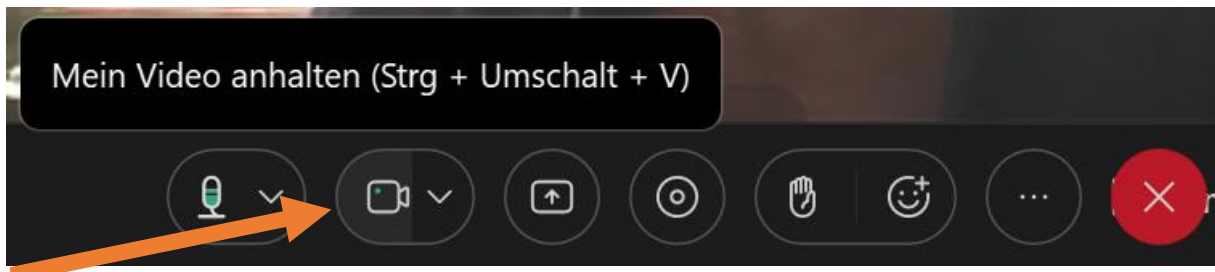 Mein Video anhalten (Strg + Umschalt + V)